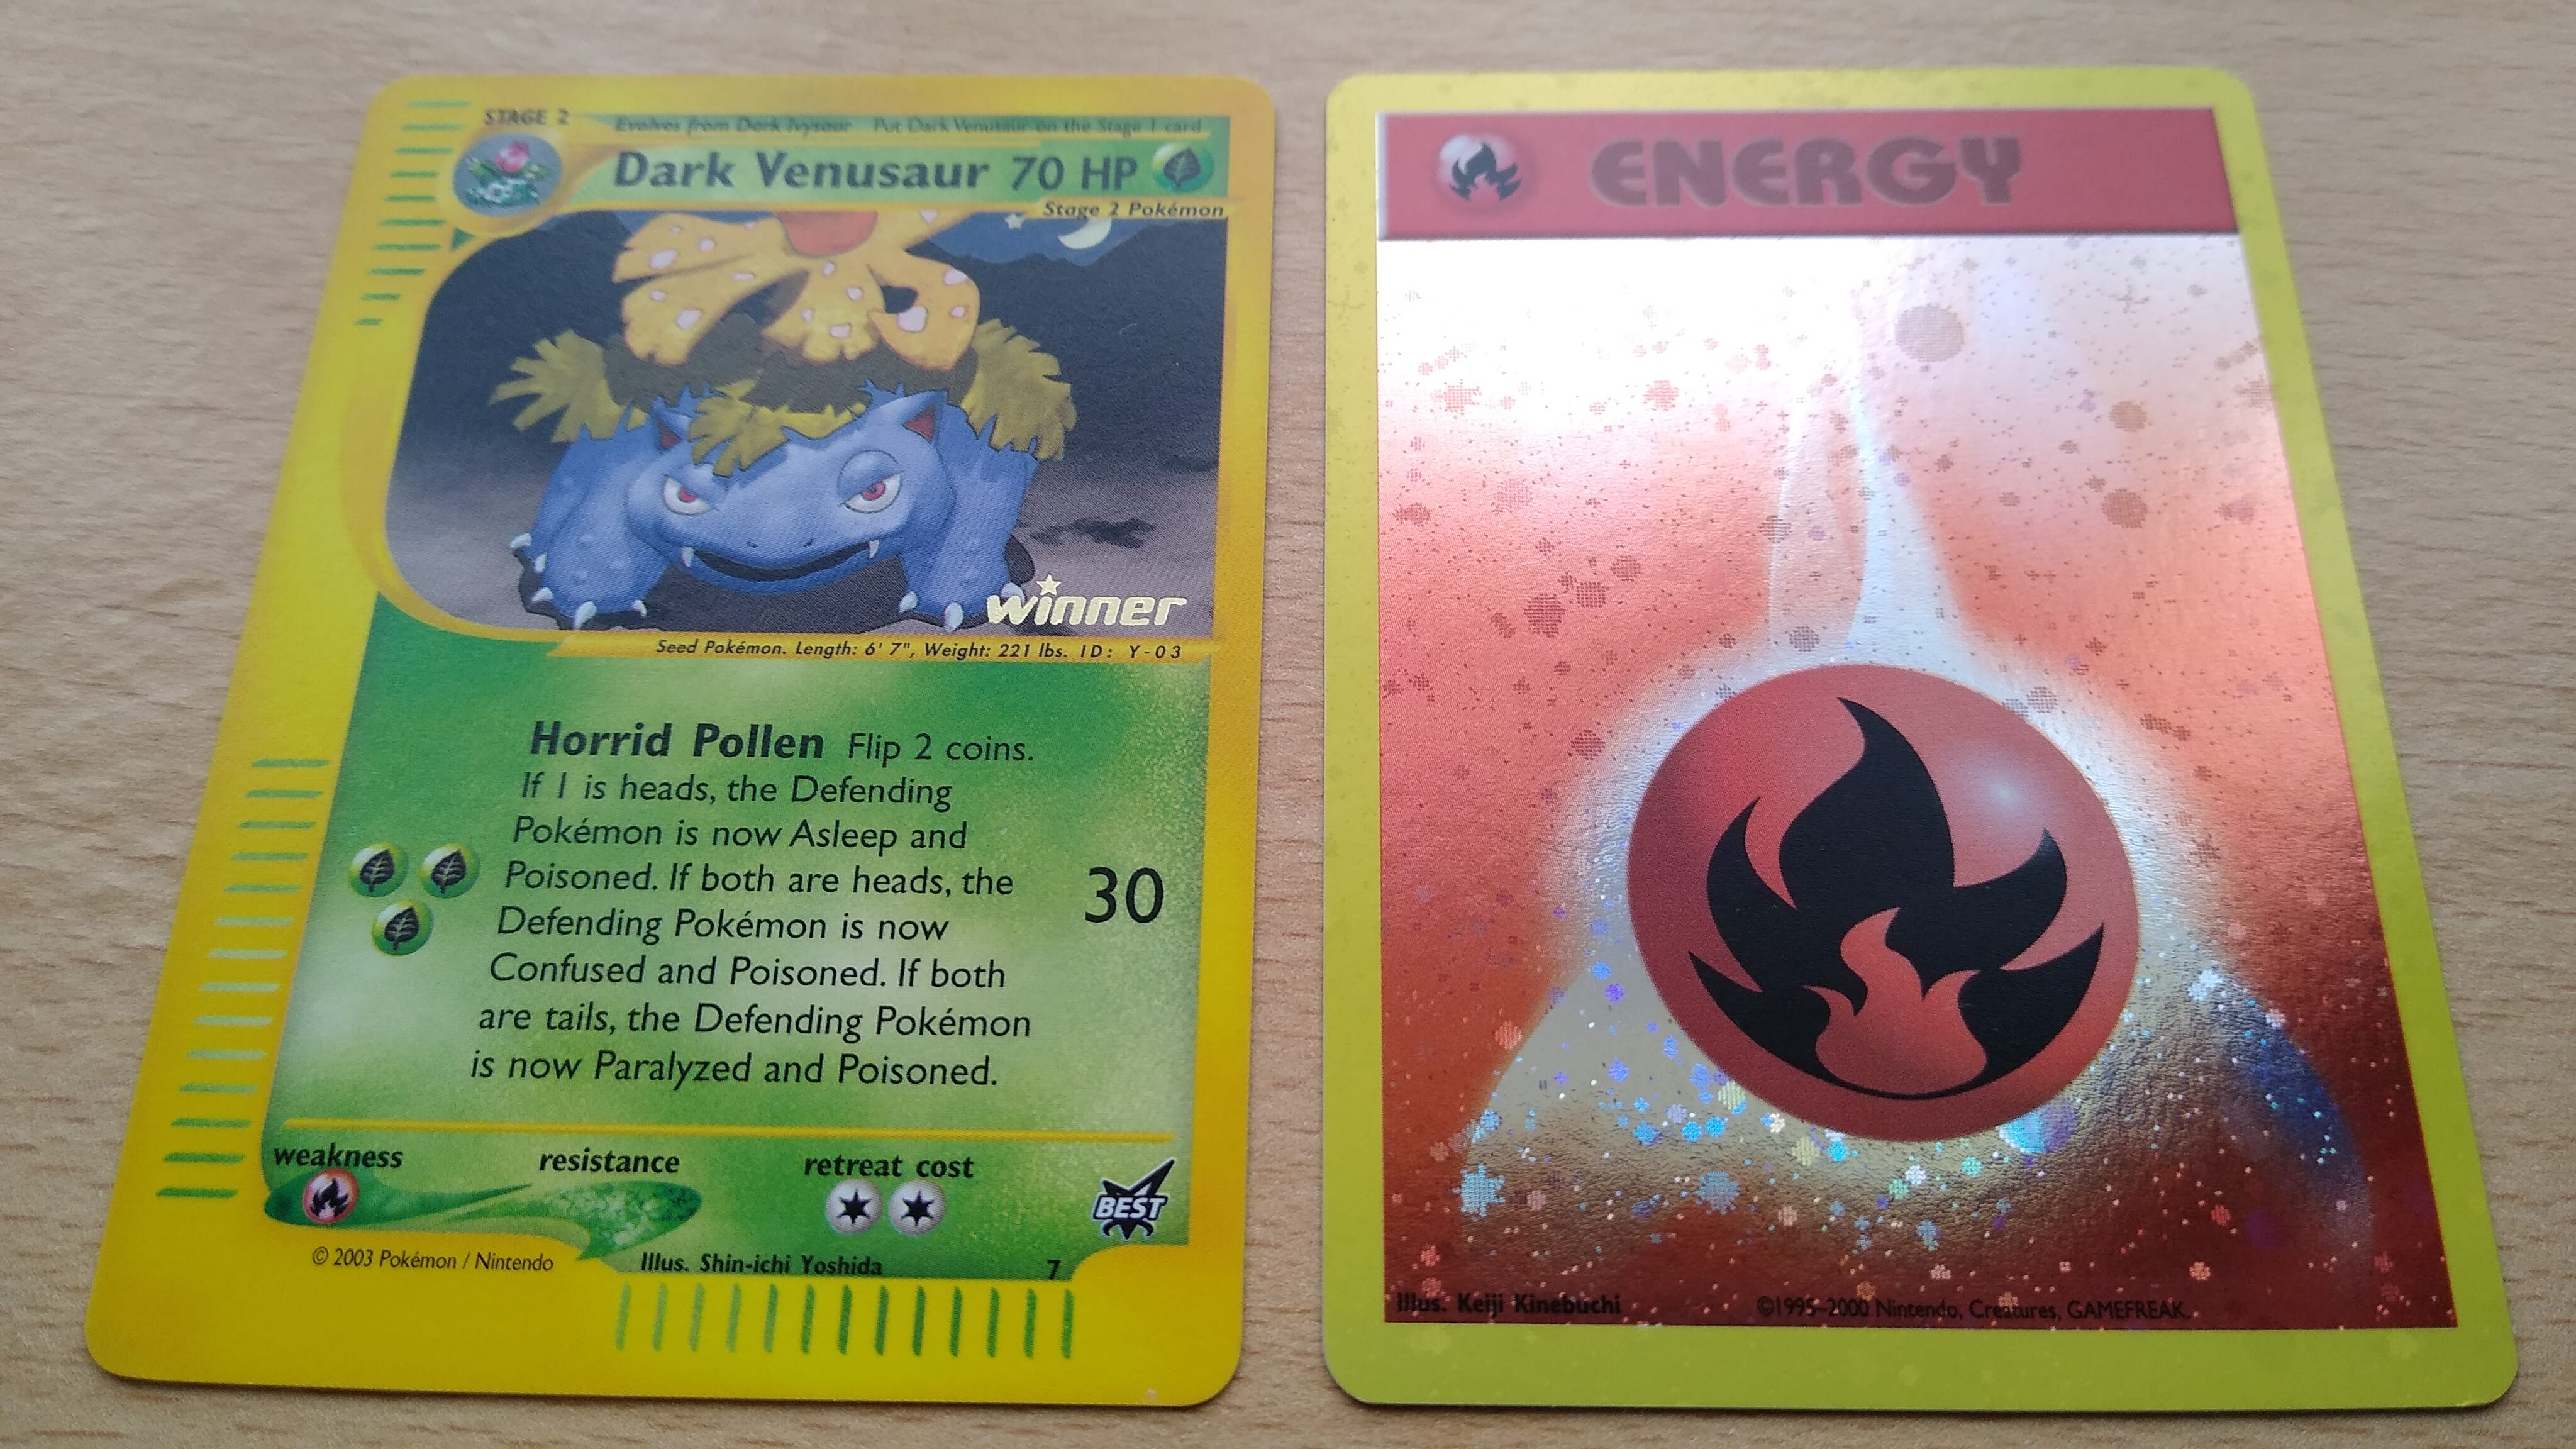 STAGE 2
Evolves from Dark Ivysaur Put Dark Venusaur on the Stage 1 card
Dark Venusaur 70 HP
Stage 2 Pokémon
winner
Seed Pokémon. Length: 6' 7", Weight: 221 lbs. ID: Y-03
Horrid Pollen Flip 2 coins.
If 1 is heads, the Defending
Pokémon is now Asleep and
Poisoned. If both are heads, the
Defending Pokémon is now
Confused and Poisoned. If both
are tails, the Defending Pokémon
is now Paralyzed and Poisoned.
30
weakness resistance retreat cost
BEST
© 2003 Pokémon / Nintendo Illus. Shin-ichi Yoshida 7
ENERGY
Illus. Keiji Kinebuchi ©1995-2000 Nintendo, Creatures, GAMEFREAK.